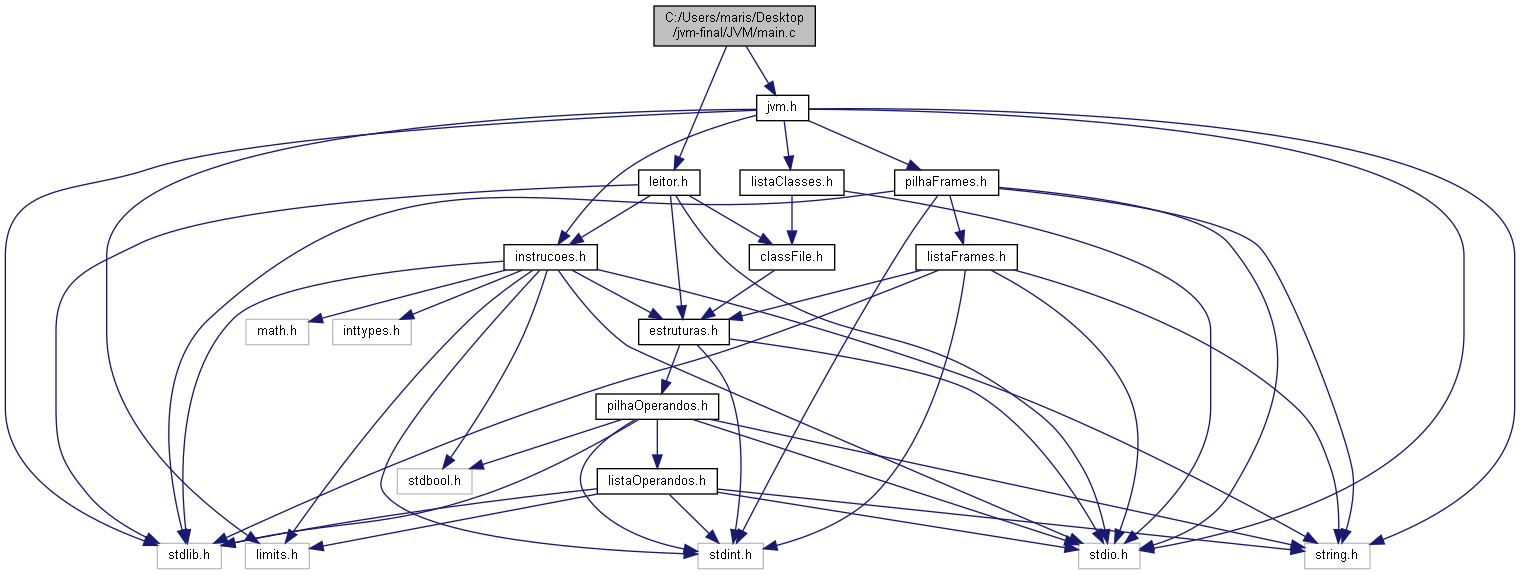 C:/Users/maris/Desktop
/jvm-final/JVM/main.c
jvm.h
leitor.h
listaClasses.h
pilhaFrames.h
instrucoes.h
classFile.h
listaFrames.h
math.h
inttypes.h
estruturas.h
pilhaOperandos.h
stdbool.h
listaOperandos.h
stdlib.h
limits.h
stdint.h
stdio.h
string.h